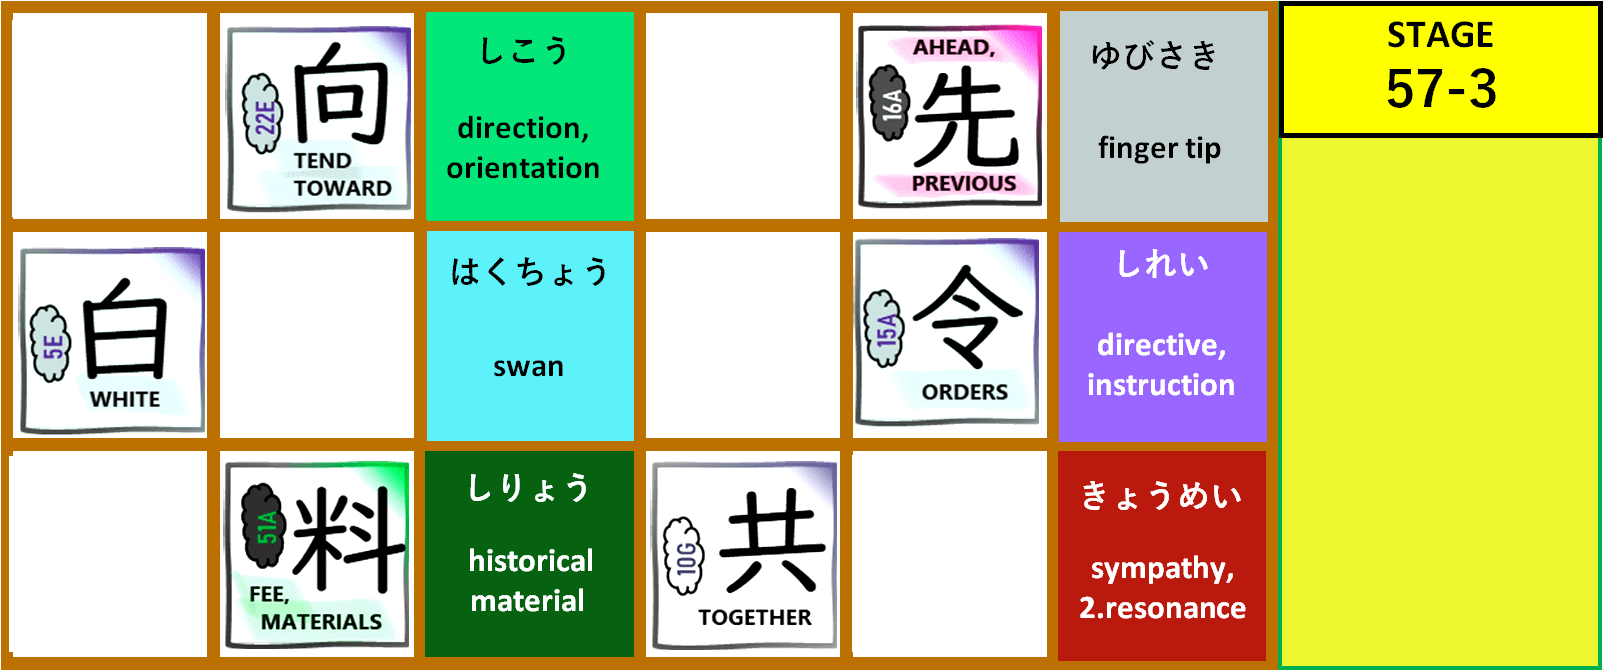 22E
向
TEND
TOWARD
しこう
direction,
orientation
AHEAD,
16A
先
PREVIOUS
ゆびさき
finger tip
STAGE
57-3
5E
白
WHITE
はくちょう
swan
15A
令
ORDERS
しれい
directive,
instruction
51A
料
FEE,
MATERIALS
しりょう
historical
material
10G
共
TOGETHER
きょうめい
sympathy,
2.resonance